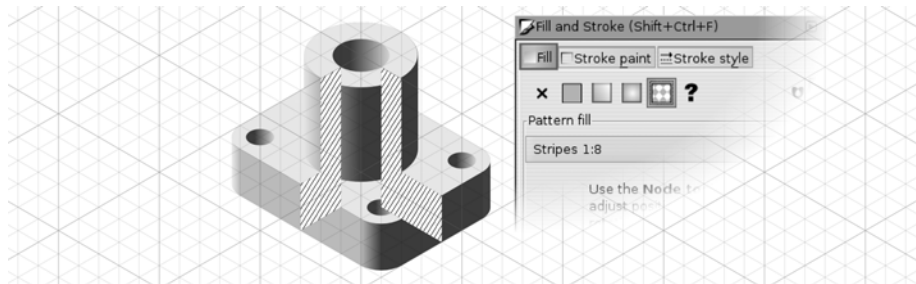 Fill and Stroke (Shift+Ctrl+F)
Fill Stroke paint Stroke style
?
Pattern fill
Stripes 1:8
Use the Node to
adjust